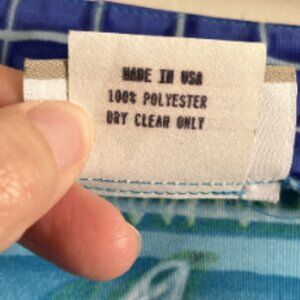 MADE IN USA
100% POLYESTER
DRY CLEAN ONLY